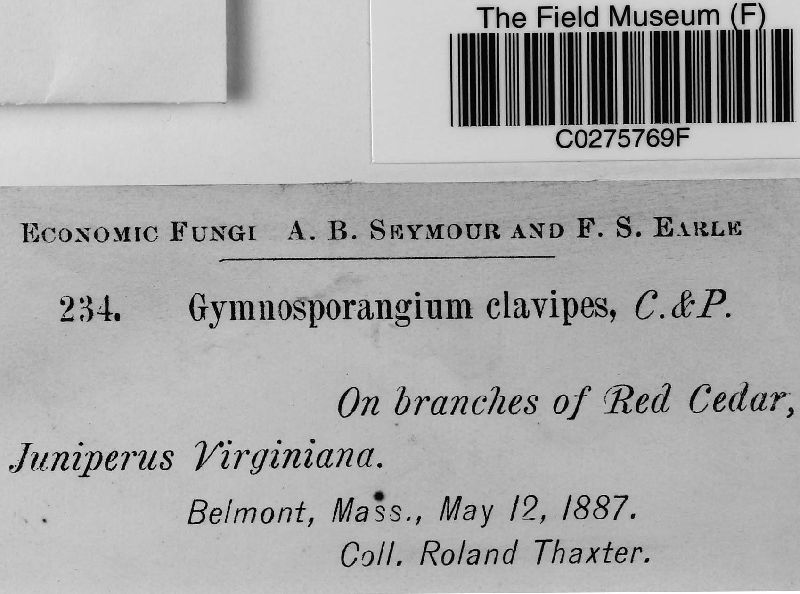 The Field Museum (F)
C0275769F
Economic Fungi A. B. Seymour and F. S. Earle
234. Gymnosporangium clavipes, C. & P.
On branches of Red Cedar,
Juniperus Virginiana.
Belmont, Mass., May 12, 1887.
Coll. Roland Thaxter.